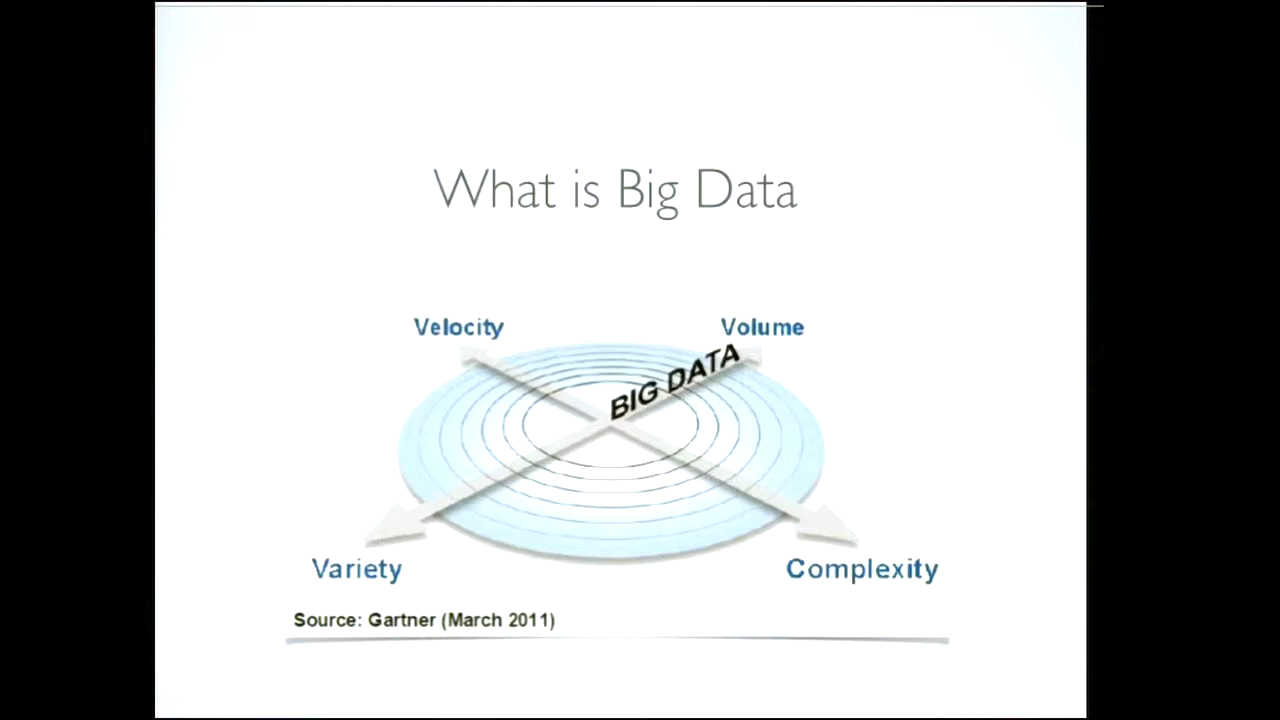 What is Big Data
Velocity
Volume
BIG DATA
Variety
Complexity
Source: Gartner (March 2011)